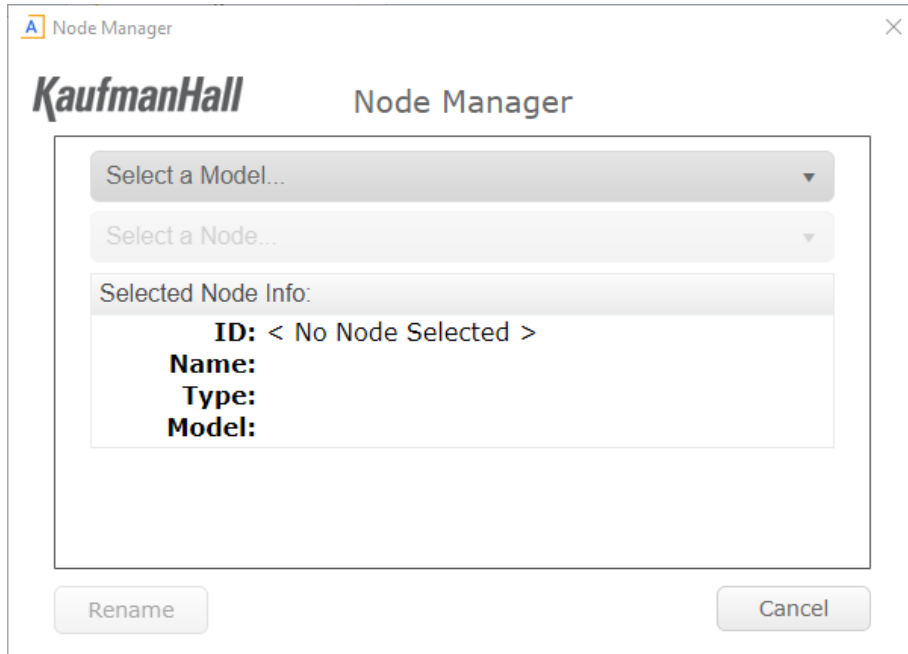 A Node Manager
KaufmanHall
Node Manager
Select a Model...
Select a Node...
Selected Node Info:
ID: < No Node Selected >
Name:
Type:
Model:
Rename
Cancel